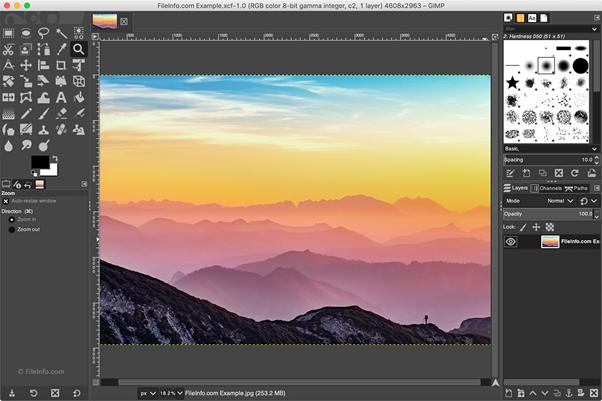 FileInfo.com Example.xcf-1.0 (RGB color 8-bit gamma integer, c2, 1 layer) 4608x2963 – GIMP
Filter
2. Hardness 050 (51 x 51)
Basic,
Spacing 10.0
Layers Channels Paths
Mode Normal
Opacity 100.0
Lock:
FileInfo.com Ex
Zoom
Auto-resize window
Direction (⌘)
Zoom in
Zoom out
© FileInfo.com
px 18.2% FileInfo.com Example.jpg (253.2 MB)